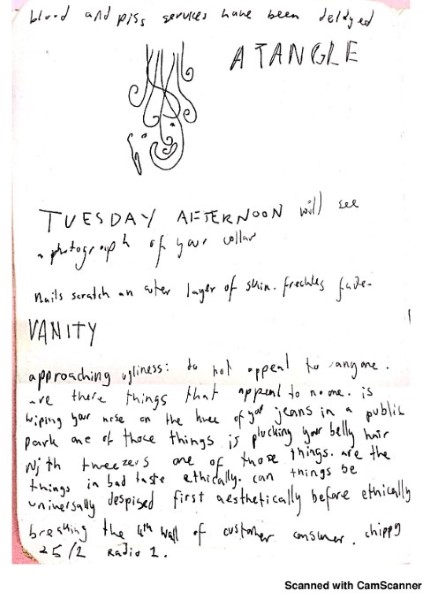 blood and piss services have been delayed
A TANGLE
TUESDAY AFTERNOON will see
a photograph of your collar
nails scratch an outer layer of skin. freckles fade.
VANITY
approaching ugliness: do not appeal to anyone.
are there things that appeal to no one. is
wiping your nose on the knee of your jeans in a public
park one of those things is plucking your belly hair
with tweezers one of those things. are the
things in bad taste ethically. can things be
universally despised first aesthetically before ethically
breaking the 4th wall of customer consumer. chippy
25/2 radio 1.
Scanned with CamScanner